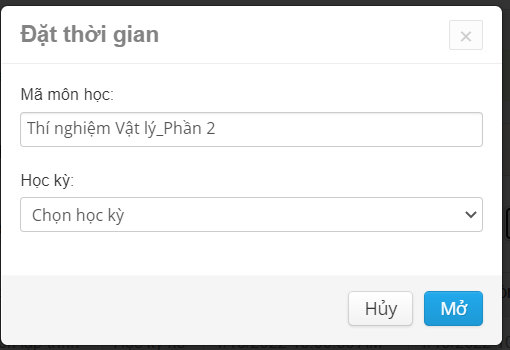 Đặt thời gian
×
Mã môn học:
Thí nghiệm Vật lý_Phần 2
Học kỳ:
Chọn học kỳ
Hủy
Mở